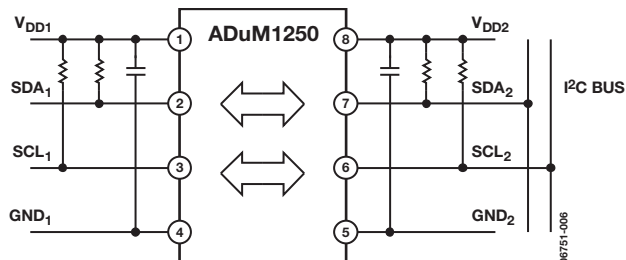 VDD1
1
ADuM1250
8
VDD2
SDA1
2
7
SDA2
I2C BUS
SCL1
3
6
SCL2
GND1
4
5
GND2
06751-006